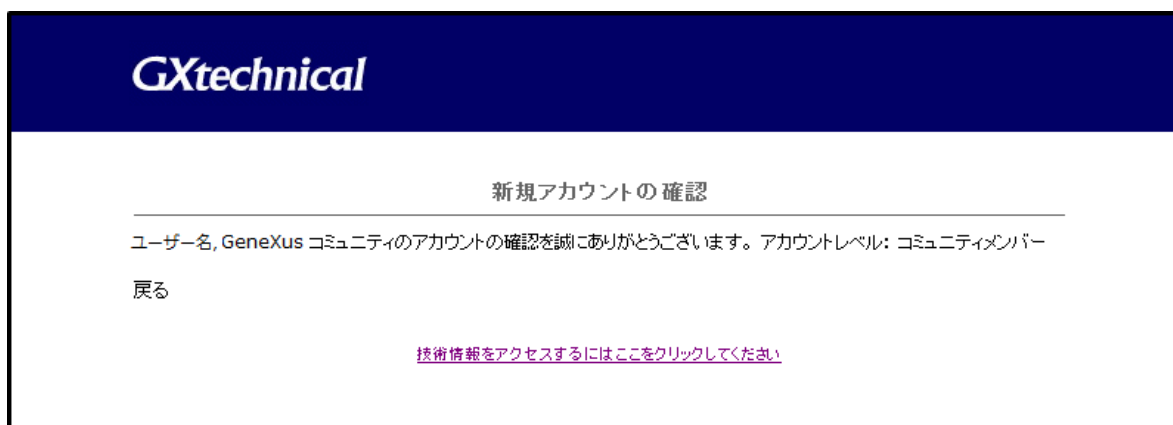 GXtechnical
新規アカウントの確認
ユーザー名, GeneXus コミュニティのアカウントの確認を誠にありがとうございます。アカウントレベル: コミュニティメンバー
戻る
技術情報をアクセスするにはここをクリックしてください